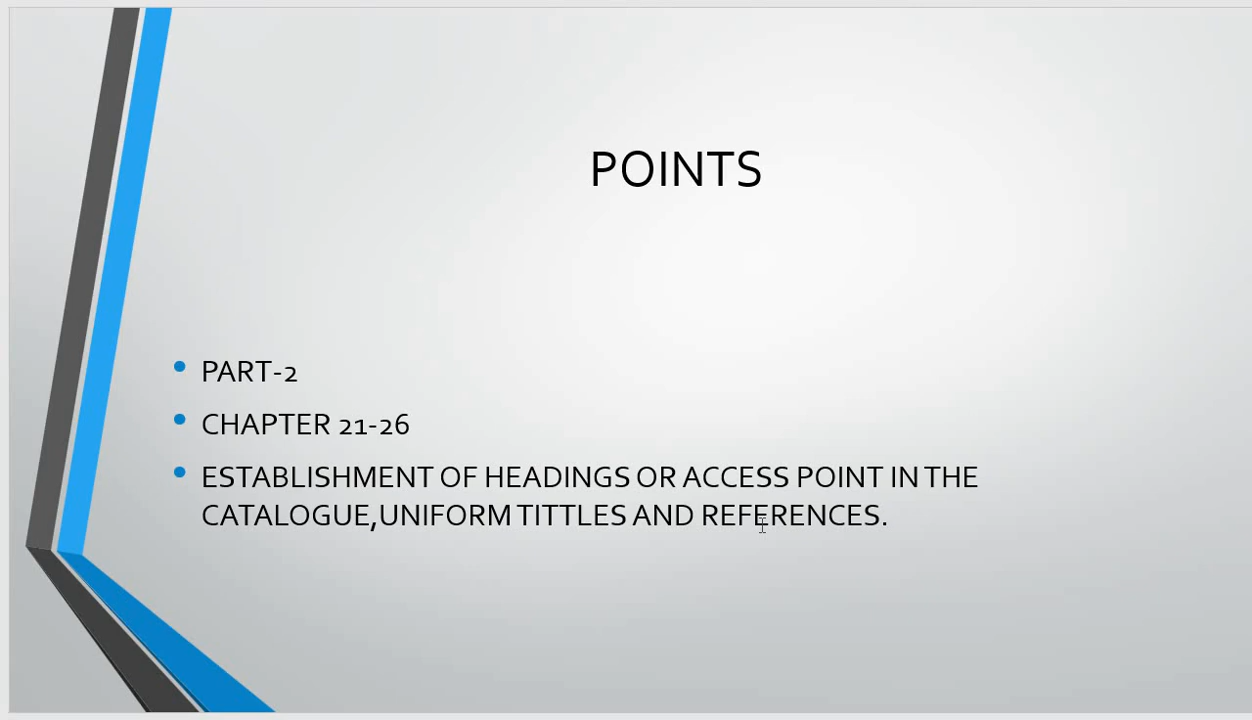 POINTS
PART-2
CHAPTER 21-26
ESTABLISHMENT OF HEADINGS OR ACCESS POINT IN THE
CATALOGUE,UNIFORM TITTLES AND REFERENCES.